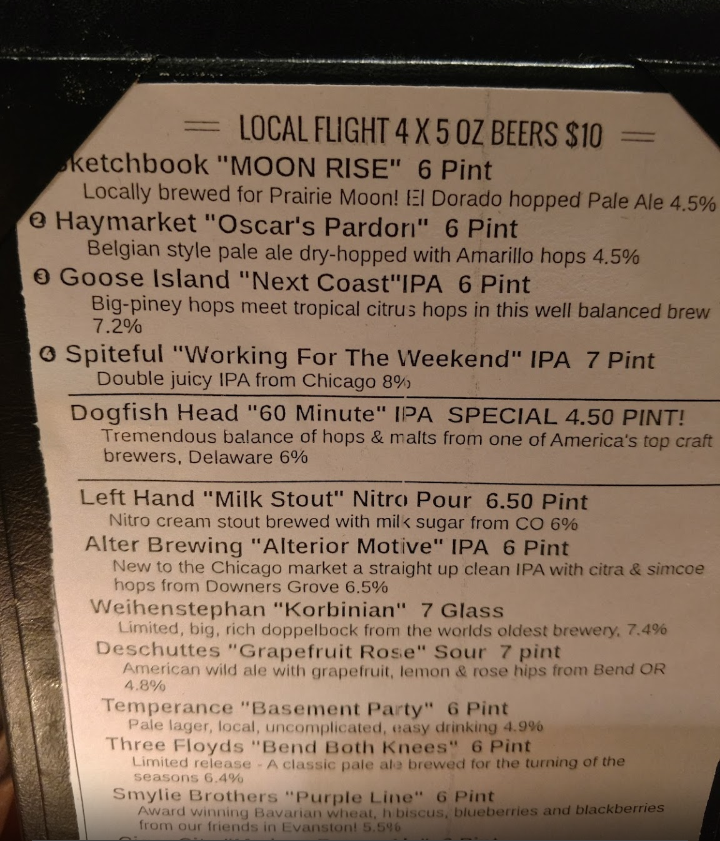 LOCAL FLIGHT 4 X 5 OZ BEERS $10
ketchbook "MOON RISE" 6 Pint
Locally brewed for Prairie Moon! El Dorado hopped Pale Ale 4.5%
❷ Haymarket "Oscar's Pardon" 6 Pint
Belgian style pale ale dry-hopped with Amarillo hops 4.5%
❸ Goose Island "Next Coast"IPA 6 Pint
Big-piney hops meet tropical citrus hops in this well balanced brew
7.2%
❹ Spiteful "Working For The Weekend" IPA 7 Pint
Double juicy IPA from Chicago 8%
Dogfish Head "60 Minute" IPA SPECIAL 4.50 PINT!
Tremendous balance of hops & malts from one of America's top craft
brewers, Delaware 6%
Left Hand "Milk Stout" Nitro Pour 6.50 Pint
Nitro cream stout brewed with milk sugar from CO 6%
Alter Brewing "Alterior Motive" IPA 6 Pint
New to the Chicago market a straight up clean IPA with citra & simcoe
hops from Downers Grove 6.5%
Weihenstephan "Korbinian" 7 Glass
Limited, big, rich doppelbock from the worlds oldest brewery, 7.4%
Deschuttes "Grapefruit Rose" Sour 7 pint
American wild ale with grapefruit, lemon & rose hips from Bend OR
4.8%
Temperance "Basement Party" 6 Pint
Pale lager, local, uncomplicated, easy drinking 4.9%
Three Floyds "Bend Both Knees" 6 Pint
Limited release - A classic pale ale brewed for the turning of the
seasons 6.4%
Smylie Brothers "Purple Line" 6 Pint
Award winning Bavarian wheat, hibiscus, blueberries and blackberries
from our friends in Evanston! 5.5%